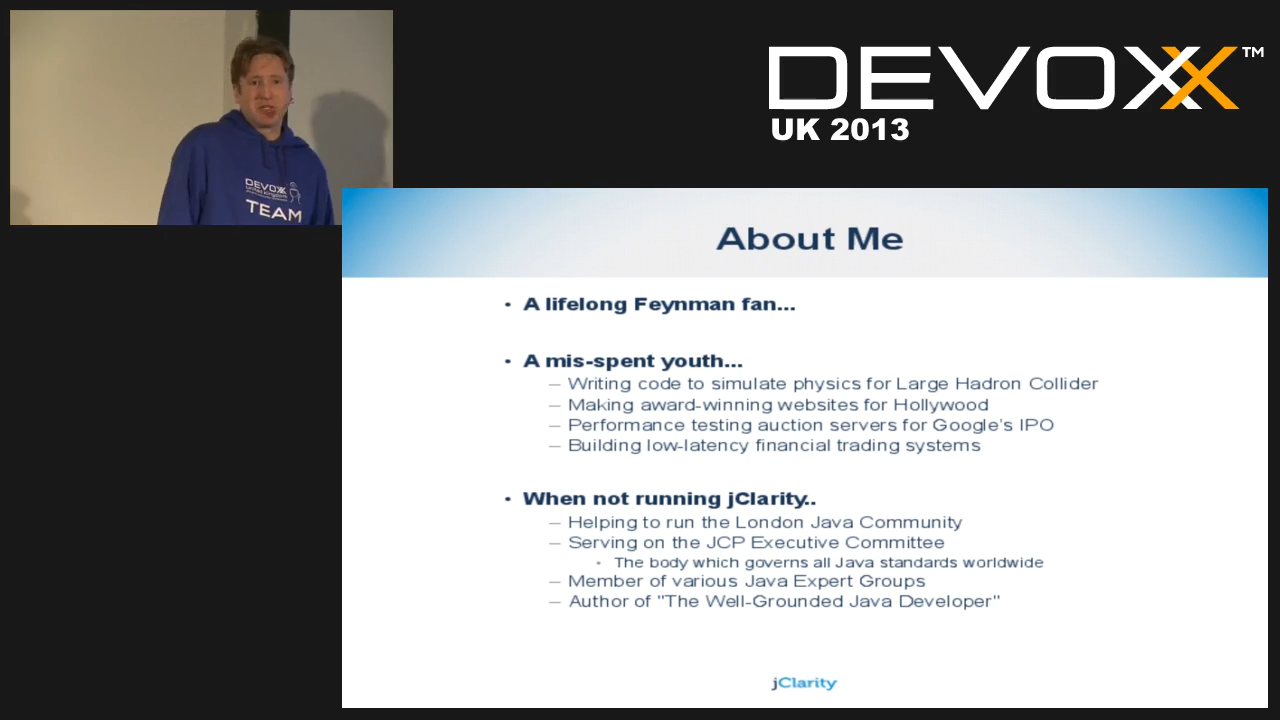 DEVOXX™
UK 2013
DEVOXX
TEAM
About Me
• A lifelong Feynman fan...
• A mis-spent youth...
– Writing code to simulate physics for Large Hadron Collider
– Making award-winning websites for Hollywood
– Performance testing auction servers for Google's IPO
– Building low-latency financial trading systems
• When not running jClarity..
– Helping to run the London Java Community
– Serving on the JCP Executive Committee
• The body which governs all Java standards worldwide
– Member of various Java Expert Groups
– Author of "The Well-Grounded Java Developer"
jClarity